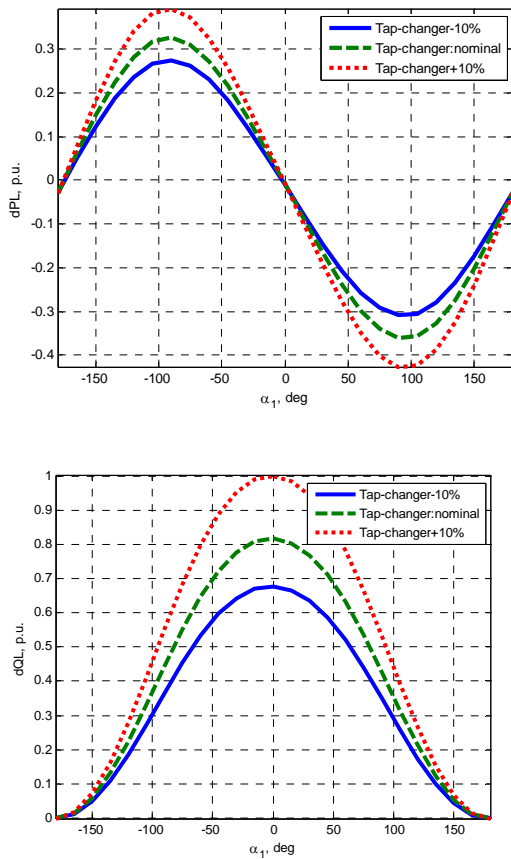 0.3
0.2
0.1
0
-0.1
-0.2
-0.3
-0.4
dPL, p.u.
-150 -100 -50 0 50 100 150
α1, deg
Tap-changer-10%
Tap-changer:nominal
Tap-changer+10%
1
0.9
0.8
0.7
0.6
0.5
0.4
0.3
0.2
0.1
0
dQL, p.u.
-150 -100 -50 0 50 100 150
α1, deg
Tap-changer-10%
Tap-changer:nominal
Tap-changer+10%